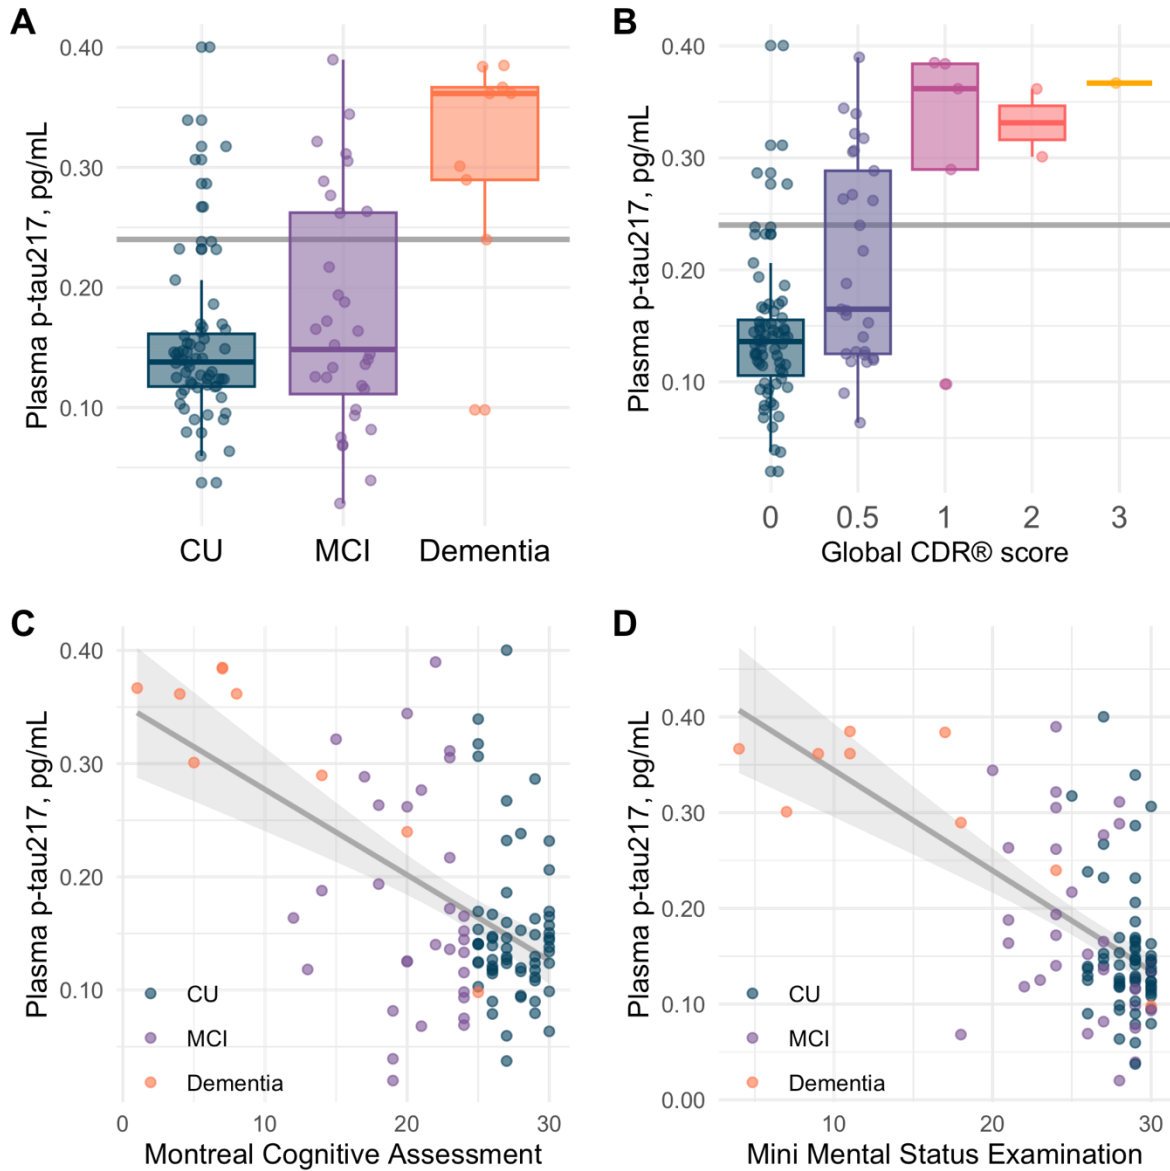 A
Plasma p-tau217, pg/mL
0.40
0.30
0.20
0.10
CU
MCI
Dementia
B
Plasma p-tau217, pg/mL
0.40
0.30
0.20
0.10
0
0.5
1
2
3
Global CDR® score
C
Plasma p-tau217, pg/mL
0.40
0.30
0.20
0.10
CU
MCI
Dementia
0
10
20
30
Montreal Cognitive Assessment
D
Plasma p-tau217, pg/mL
0.40
0.30
0.20
0.10
0.00
CU
MCI
Dementia
10
20
30
Mini Mental Status Examination